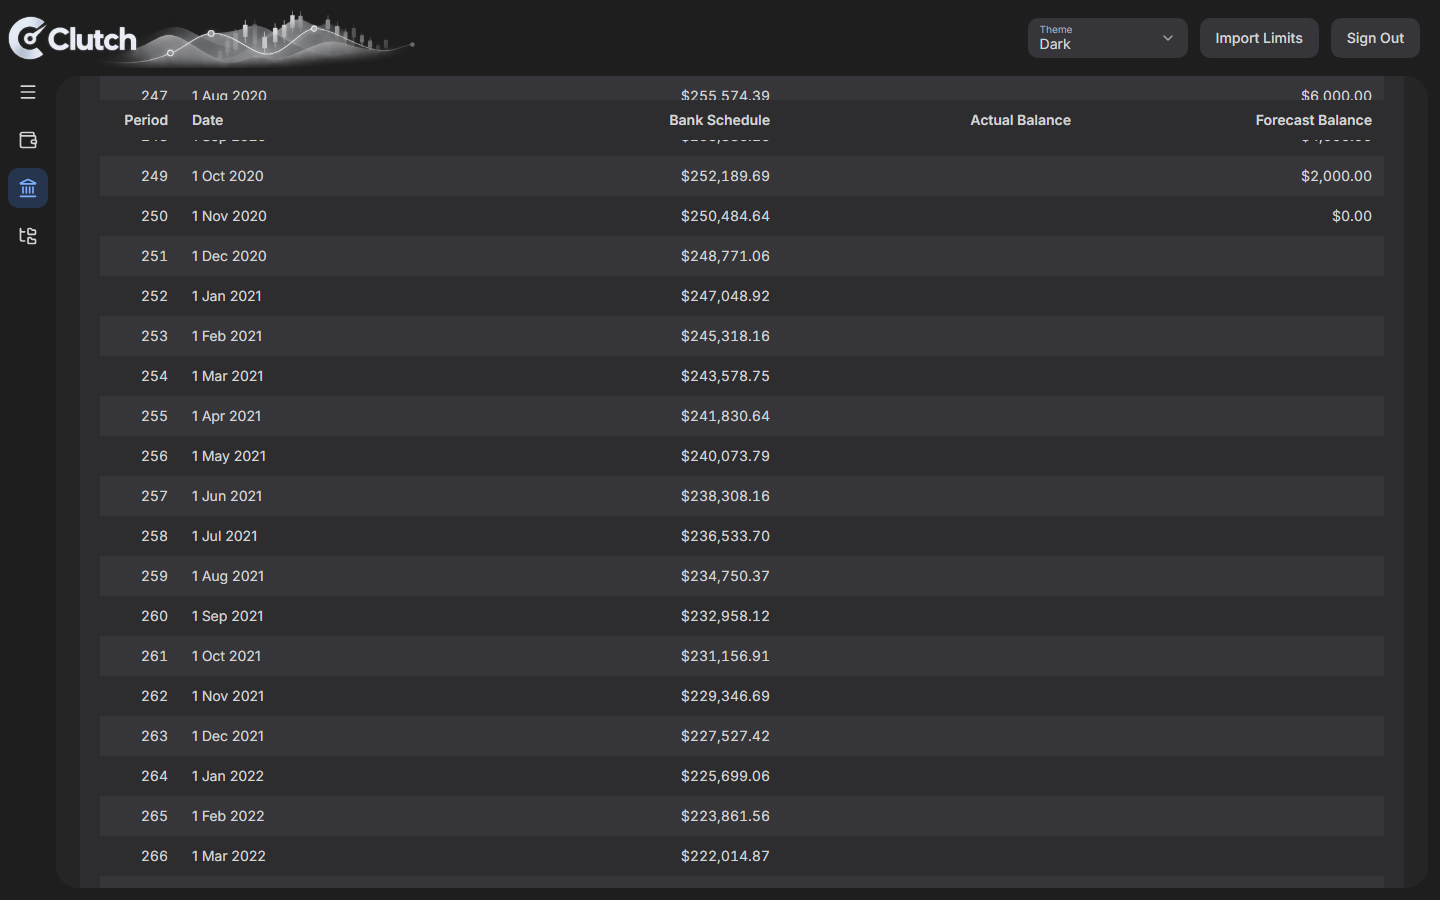 Clutch
Theme
Dark
Import Limits
Sign Out
247 1 Aug 2020 $255,574.39 $6,000.00
Period Date Bank Schedule Actual Balance Forecast Balance
249 1 Oct 2020 $252,189.69 $2,000.00
250 1 Nov 2020 $250,484.64 $0.00
251 1 Dec 2020 $248,771.06
252 1 Jan 2021 $247,048.92
253 1 Feb 2021 $245,318.16
254 1 Mar 2021 $243,578.75
255 1 Apr 2021 $241,830.64
256 1 May 2021 $240,073.79
257 1 Jun 2021 $238,308.16
258 1 Jul 2021 $236,533.70
259 1 Aug 2021 $234,750.37
260 1 Sep 2021 $232,958.12
261 1 Oct 2021 $231,156.91
262 1 Nov 2021 $229,346.69
263 1 Dec 2021 $227,527.42
264 1 Jan 2022 $225,699.06
265 1 Feb 2022 $223,861.56
266 1 Mar 2022 $222,014.87